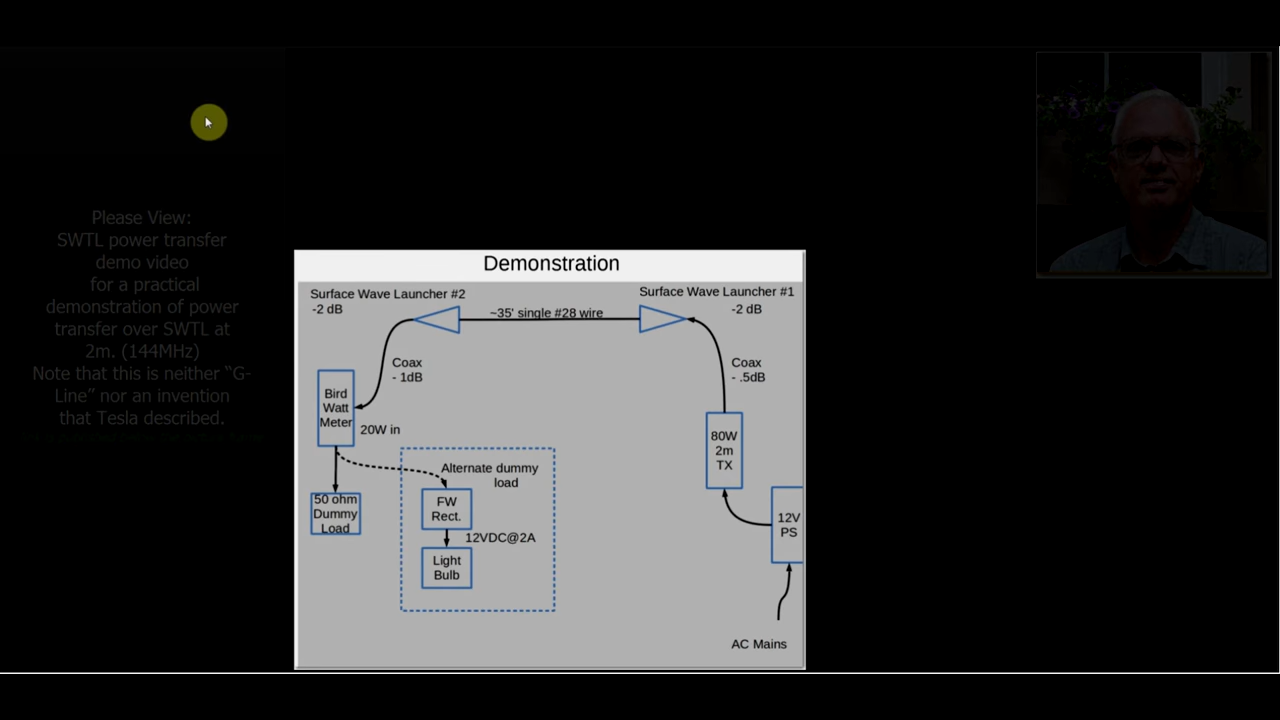 Please View:
SWTL power transfer
demo video
for a practical
demonstration of power
transfer over SWTL at
2m. (144MHz)
Note that this is neither “G-
Line” nor an invention
that Tesla described.
Demonstration
Surface Wave Launcher #2
-2 dB
Surface Wave Launcher #1
-2 dB
~35' single #28 wire
Coax
- 1dB
Coax
- .5dB
Bird
Watt
Meter
20W in
80W
2m
TX
Alternate dummy
load
50 ohm
Dummy
Load
FW
Rect.
12VDC@2A
12V
PS
Light
Bulb
AC Mains